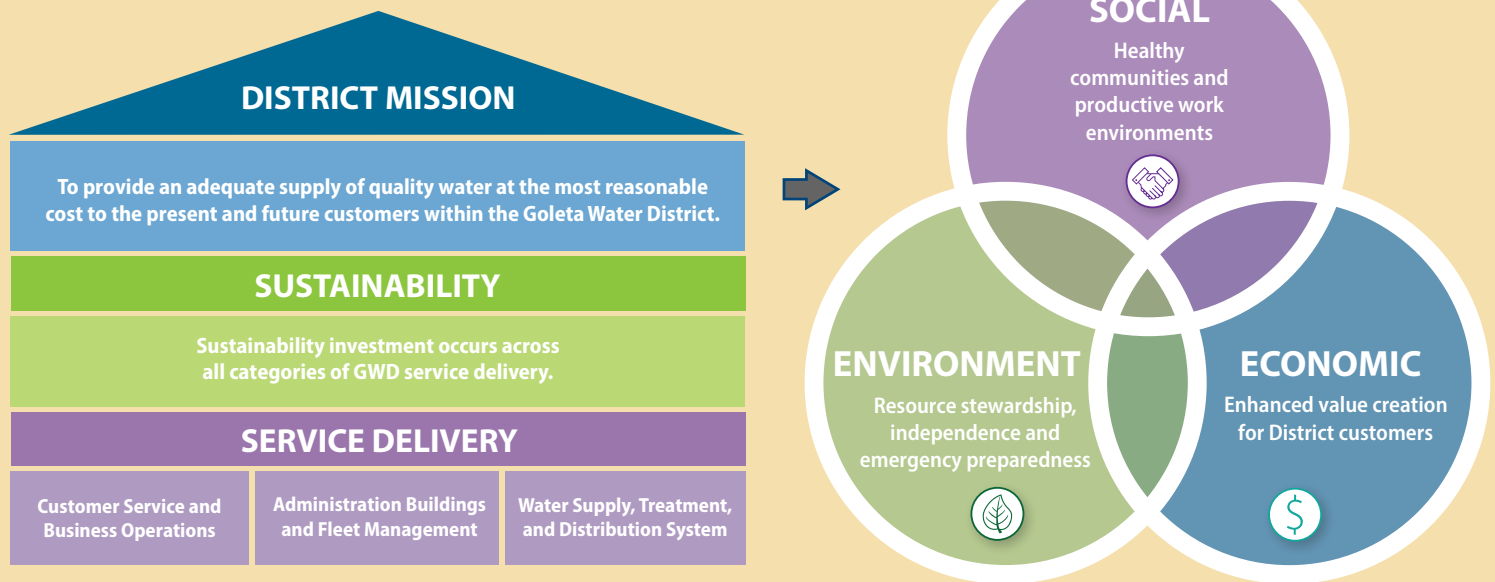 DISTRICT MISSION
To provide an adequate supply of quality water at the most reasonable
cost to the present and future customers within the Goleta Water District.
SUSTAINABILITY
Sustainability investment occurs across
all categories of GWD service delivery.
SERVICE DELIVERY
Customer Service and
Business Operations
Administration Buildings
and Fleet Management
Water Supply, Treatment,
and Distribution System
SOCIAL
Healthy
communities and
productive work
environments
ENVIRONMENT
Resource stewardship,
independence and
emergency preparedness
ECONOMIC
Enhanced value creation
for District customers
$